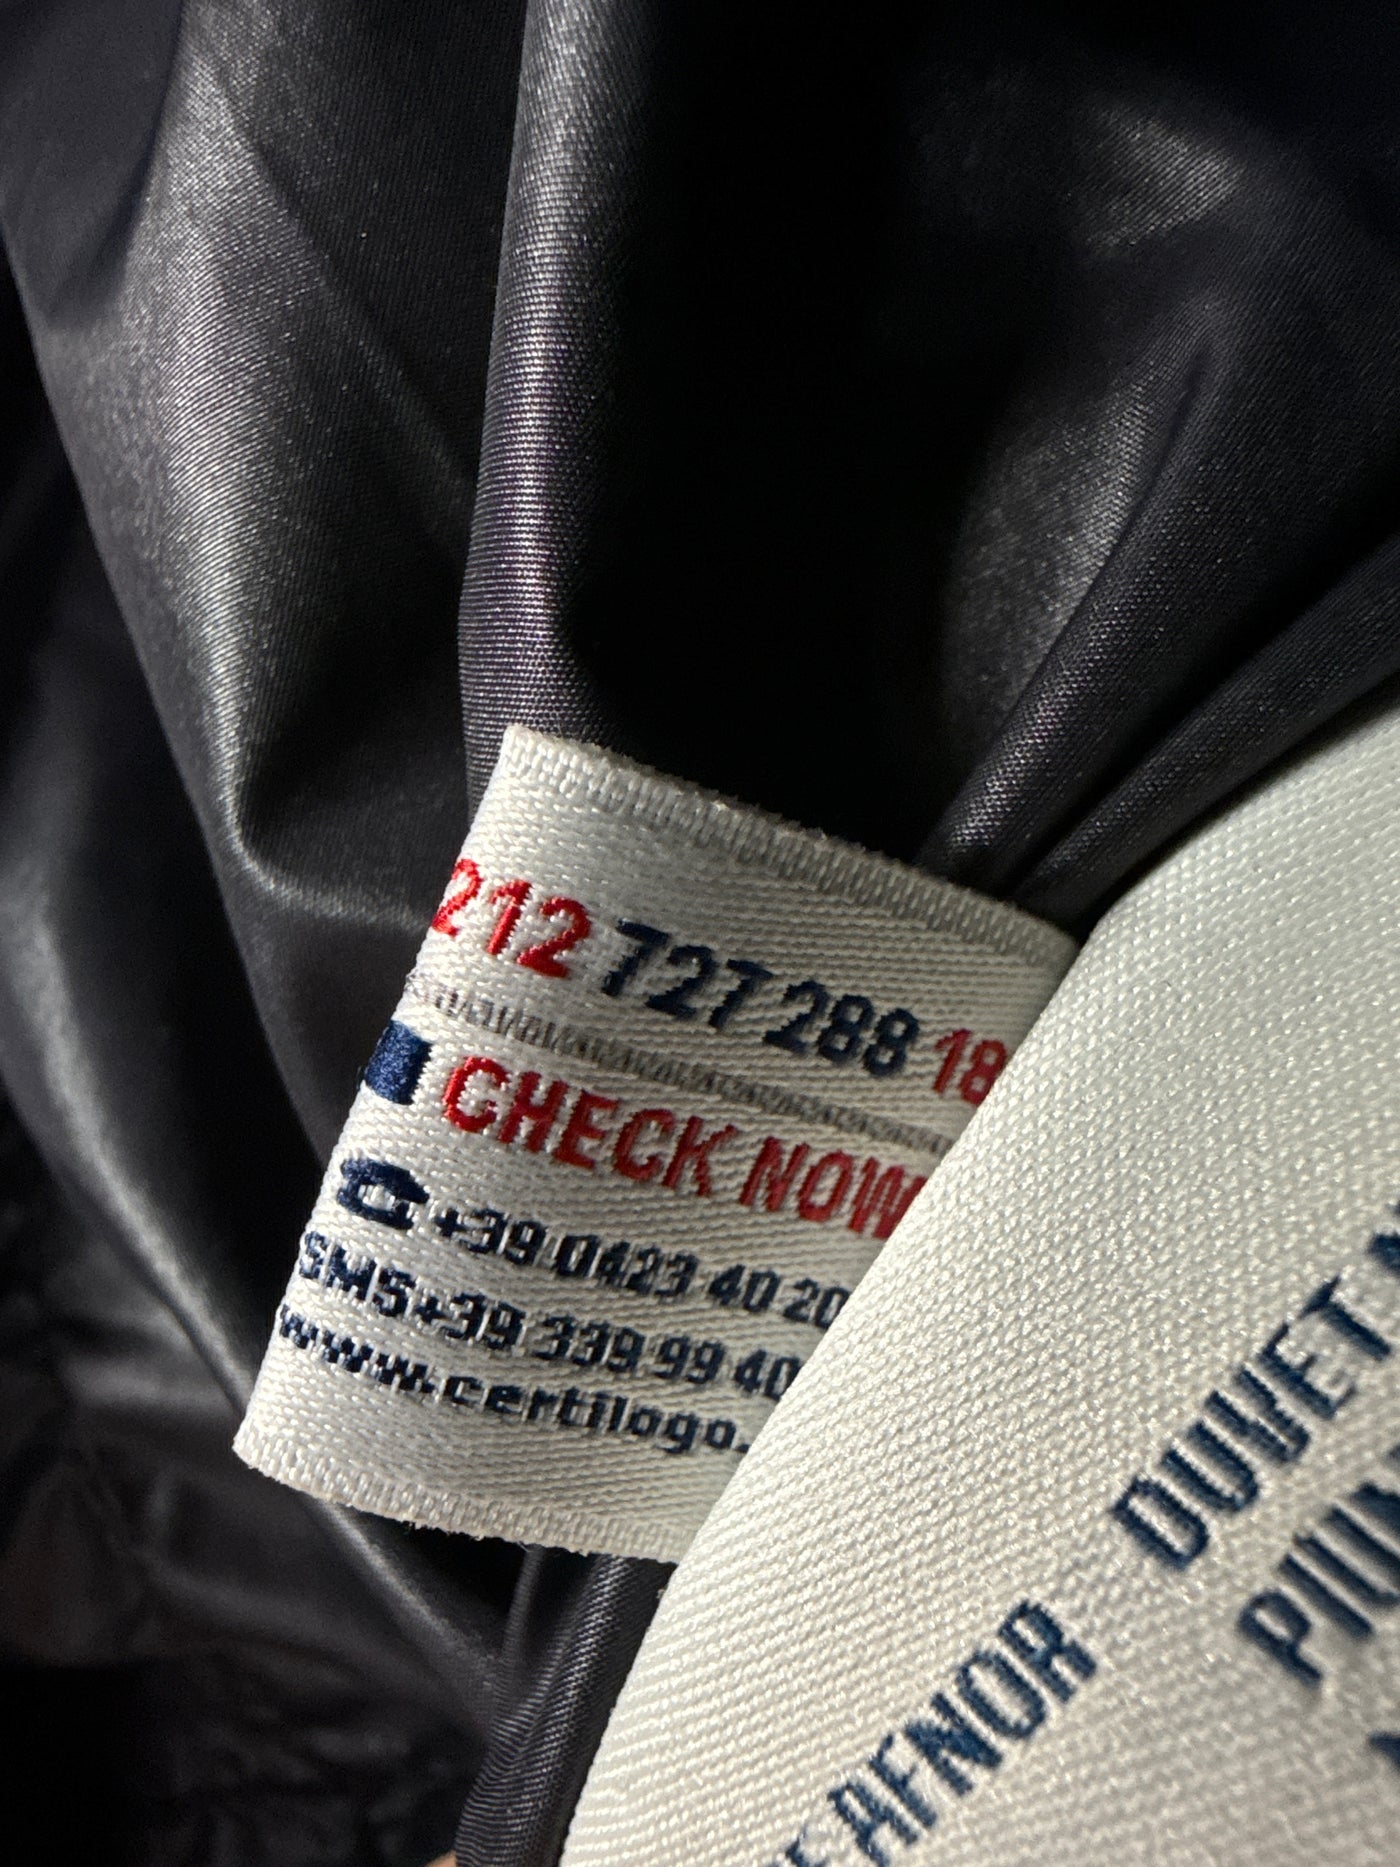 212 727 288 18
CHECK NOW
+39 0423 40 20
SMS+39 339 99 40
www.certilogo.
DUVET
AFNOR